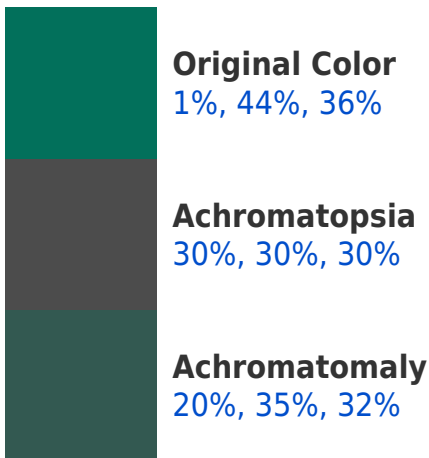 Original Color
1%, 44%, 36%
Achromatopsia
30%, 30%, 30%
Achromatomaly
20%, 35%, 32%